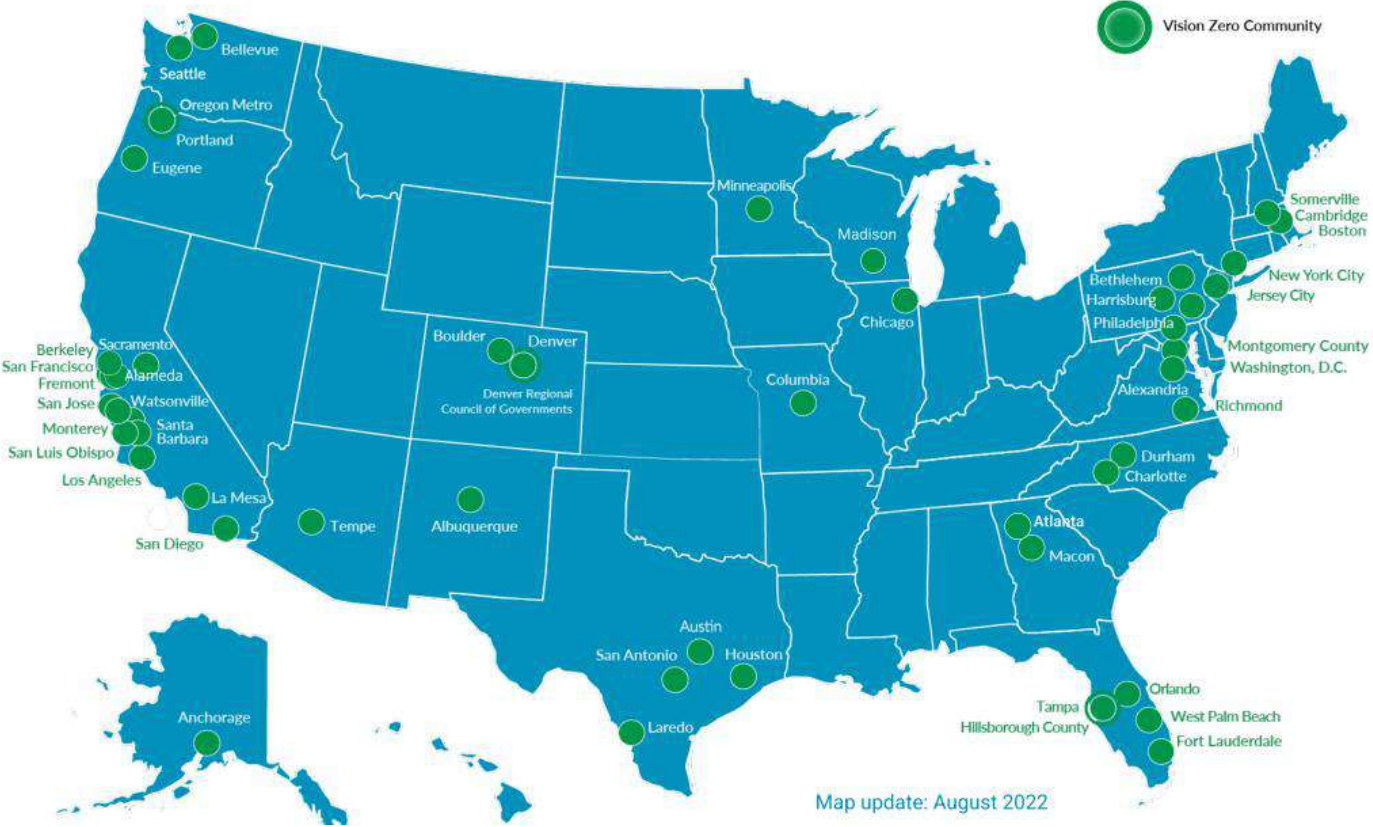 Vision Zero Community
Bellevue
Seattle
Oregon Metro
Portland
Eugene
Minneapolis
Madison
Chicago
Somerville
Cambridge
Boston
New York City
Jersey City
Bethlehem
Harrisburg
Philadelphia
Montgomery County
Washington, D.C.
Alexandria
Richmond
Boulder
Denver
Denver Regional
Council of Governments
Columbia
Sacramento
Berkeley
San Francisco
Fremont
Alameda
San Jose
Watsonville
Monterey
Santa
Barbara
San Luis Obispo
Los Angeles
La Mesa
San Diego
Tempe
Albuquerque
Durham
Charlotte
Atlanta
Macon
Austin
San Antonio
Houston
Laredo
Orlando
Tampa
Hillsborough County
West Palm Beach
Fort Lauderdale
Anchorage
Map update: August 2022